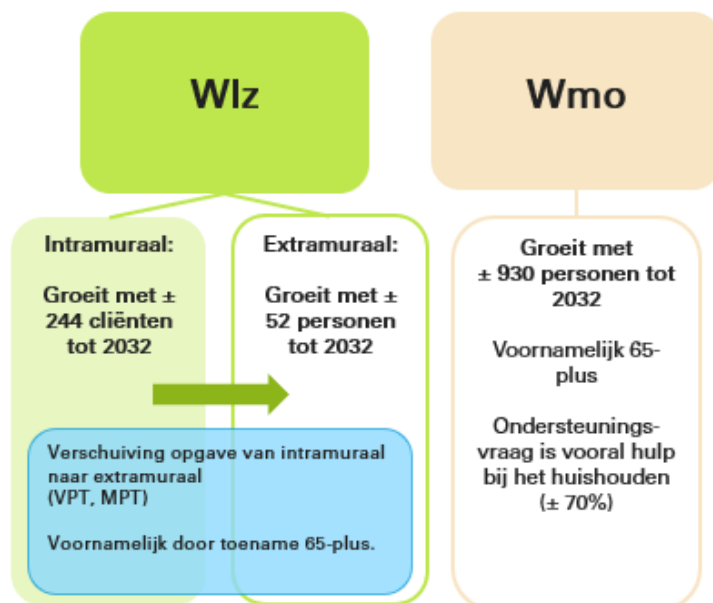 Wlz
Wmo
Intramuraal:
Groeit met ±
244 cliënten
tot 2032
Extramuraal:
Groeit met ±
52 personen
tot 2032
Verschuiving opgave van intramuraal
naar extramuraal
(VPT, MPT)
Voornamelijk door toename 65-plus.
Groeit met
± 930 personen tot
2032
Voornamelijk 65-
plus
Ondersteunings-
vraag is vooral hulp
bij het huishouden
(± 70%)